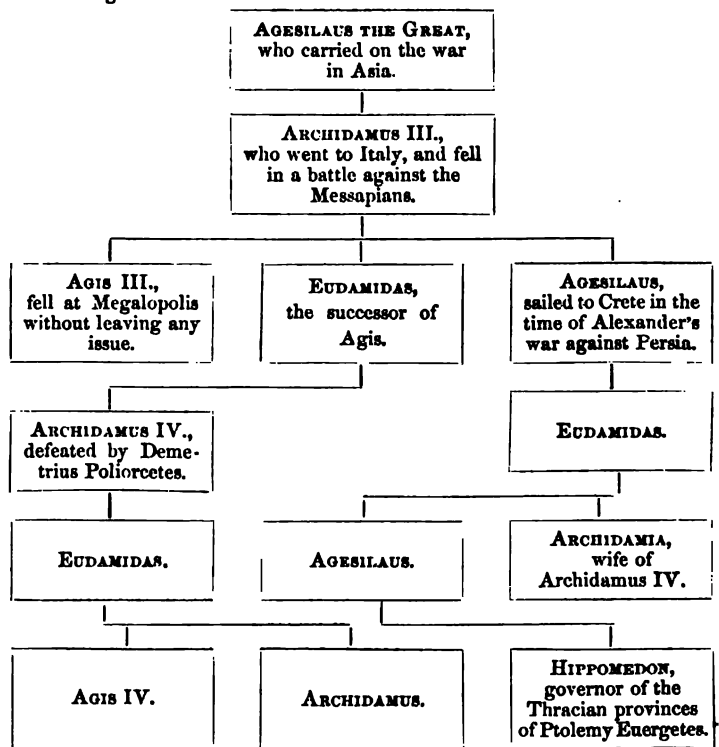 AGESILAUS THE GREAT,
who carried on the war
in Asia.
ARCHIDAMUS III.,
who went to Italy, and fell
in a battle against the
Messapians.
AGIS III.,
fell at Megalopolis
without leaving any
issue.
EUDAMIDAS,
the successor of
Agis.
AGESILAUS,
sailed to Crete in the
time of Alexander's
war against Persia.
ARCHIDAMUS IV.,
defeated by Deme-
trius Poliorcetes.
EUDAMIDAS.
EUDAMIDAS.
AGESILAUS.
ARCHIDAMIA,
wife of
Archidamus IV.
AGIS IV.
ARCHIDAMUS.
HIPPOMEDON,
governor of the
Thracian provinces
of Ptolemy Euergetes.